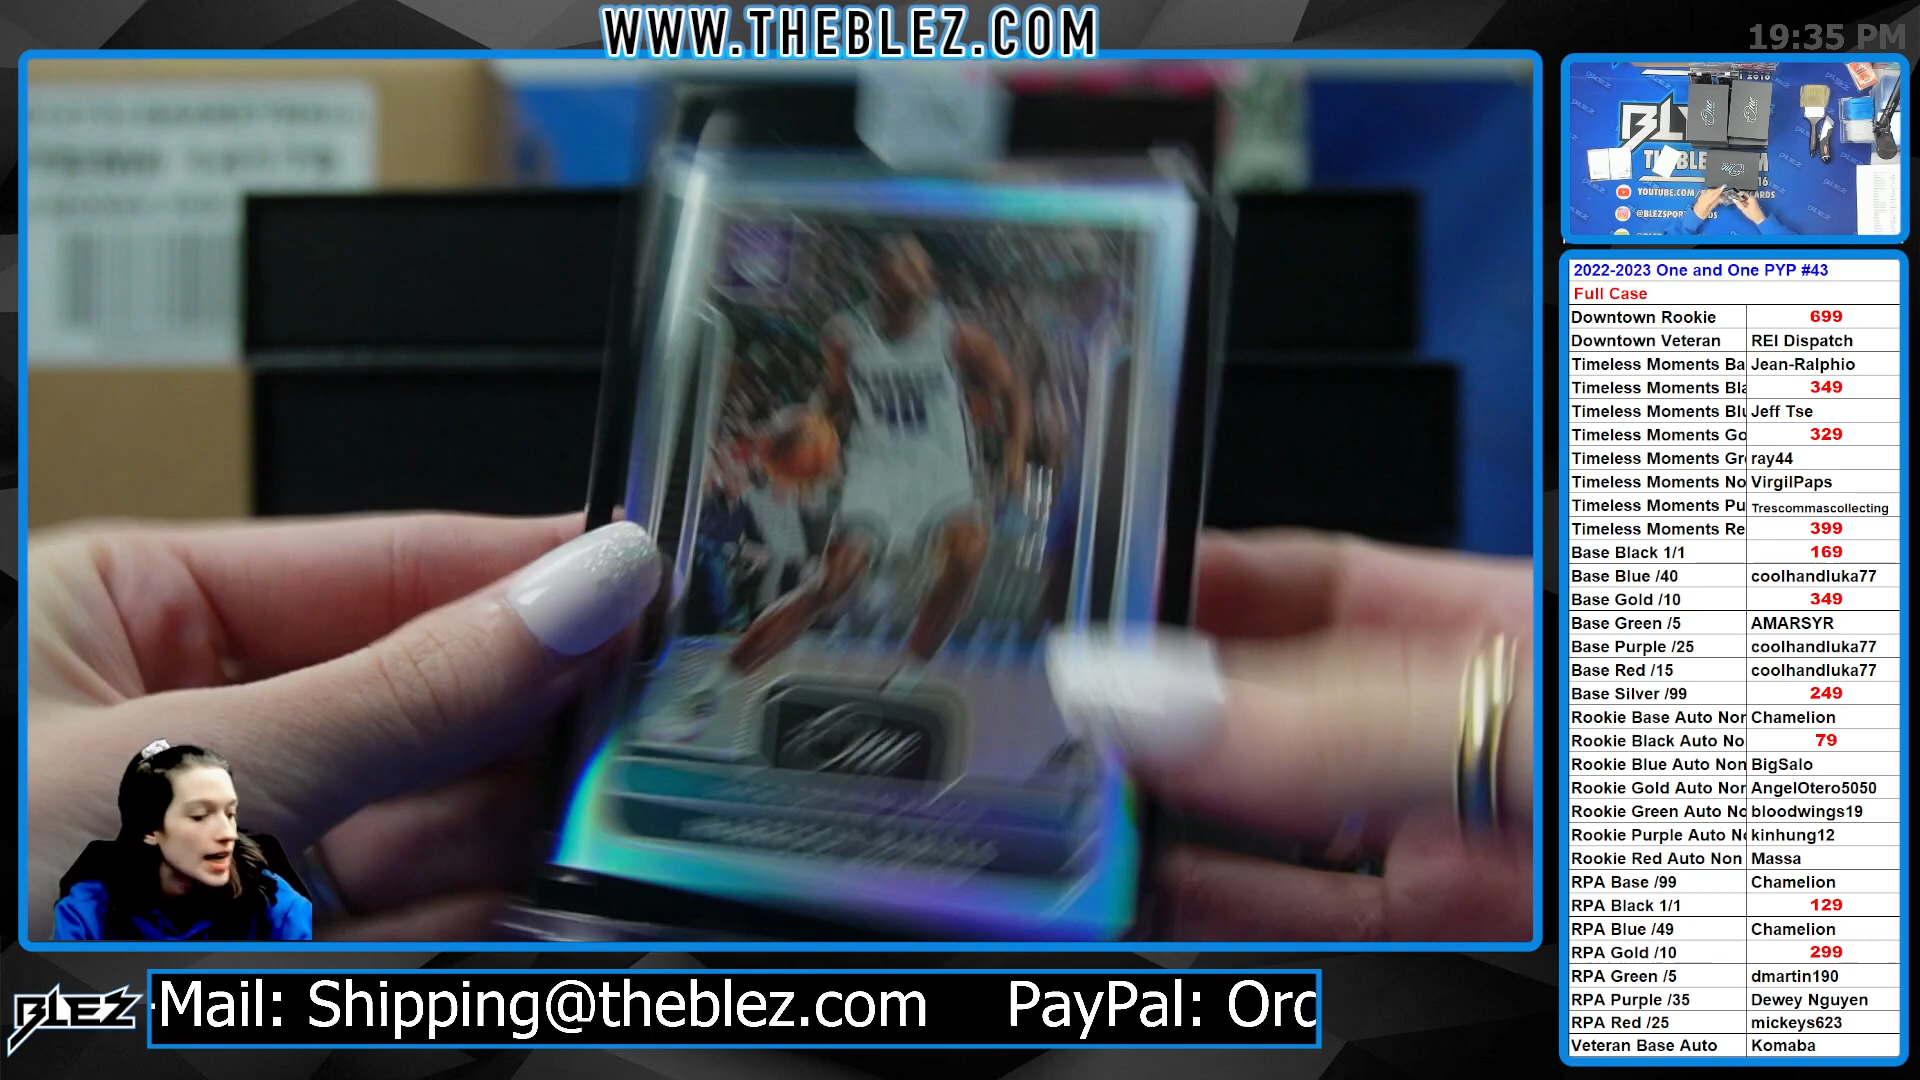 WWW.THEBLEZ.COM
19:35 PM
YOUTUBE.COM/
@BLEZSPOR
2022-2023 One and One PYP #43
Full Case
Downtown Rookie 699
Downtown Veteran REI Dispatch
Timeless Moments Ba Jean-Ralphio
Timeless Moments Bla 349
Timeless Moments Blu Jeff Tse
Timeless Moments Go 329
Timeless Moments Gr ray44
Timeless Moments No VirgilPaps
Timeless Moments Pu Trescommascollecting
Timeless Moments Re 399
Base Black 1/1 169
Base Blue /40 coolhandluka77
Base Gold /10 349
Base Green /5 AMARSYR
Base Purple /25 coolhandluka77
Base Red /15 coolhandluka77
Base Silver /99 249
Rookie Base Auto Nor Chamelion
Rookie Black Auto No 79
Rookie Blue Auto Non BigSalo
Rookie Gold Auto Nor AngelOtero5050
Rookie Green Auto Nc bloodwings19
Rookie Purple Auto N kinhung12
Rookie Red Auto Non Massa
RPA Base /99 Chamelion
RPA Black 1/1 129
RPA Blue /49 Chamelion
RPA Gold /10 299
RPA Green /5 dmartin190
RPA Purple /35 Dewey Nguyen
RPA Red /25 mickeys623
Veteran Base Auto Komaba
One
BLEZ
-Mail: Shipping@theblez.com PayPal: Orc